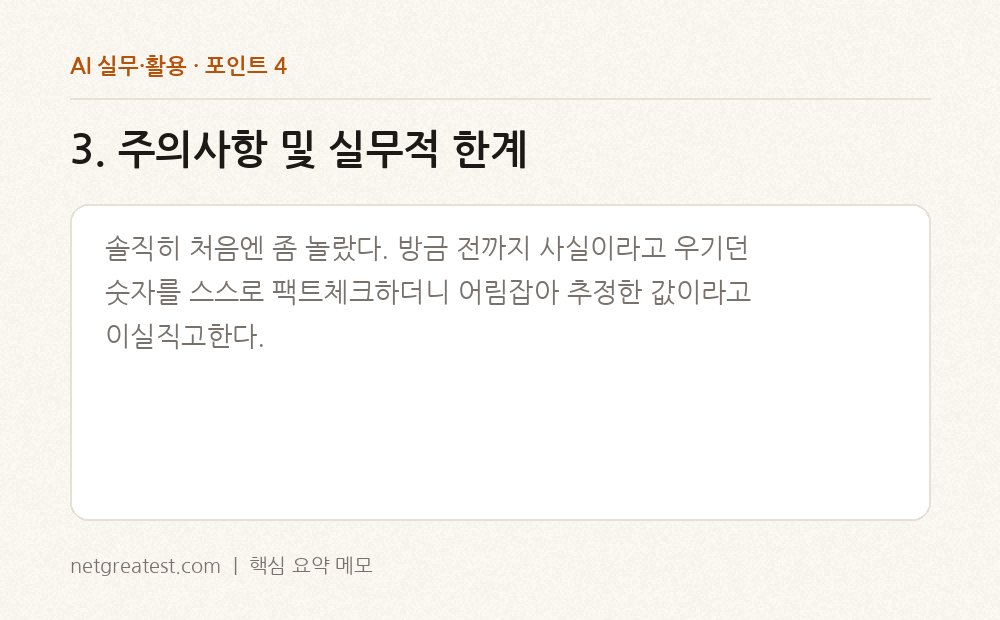 AI 실무·활용 · 포인트 4
3. 주의사항 및 실무적 한계
솔직히 처음엔 좀 놀랐다. 방금 전까지 사실이라고 우기던
숫자를 스스로 팩트체크하더니 어림잡아 추정한 값이라고
이실직고한다.
netgreatest.com | 핵심 요약 메모